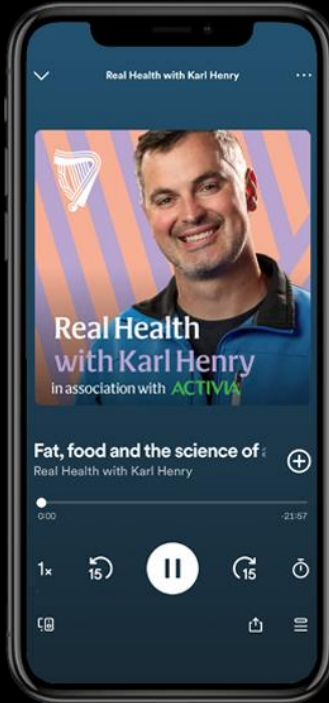 Real Health with Karl Henry
Real Health
with Karl Henry
in association with ACTIVIA
Fat, food and the science of
Real Health with Karl Henry
0:00 -21:57
1x 15 15